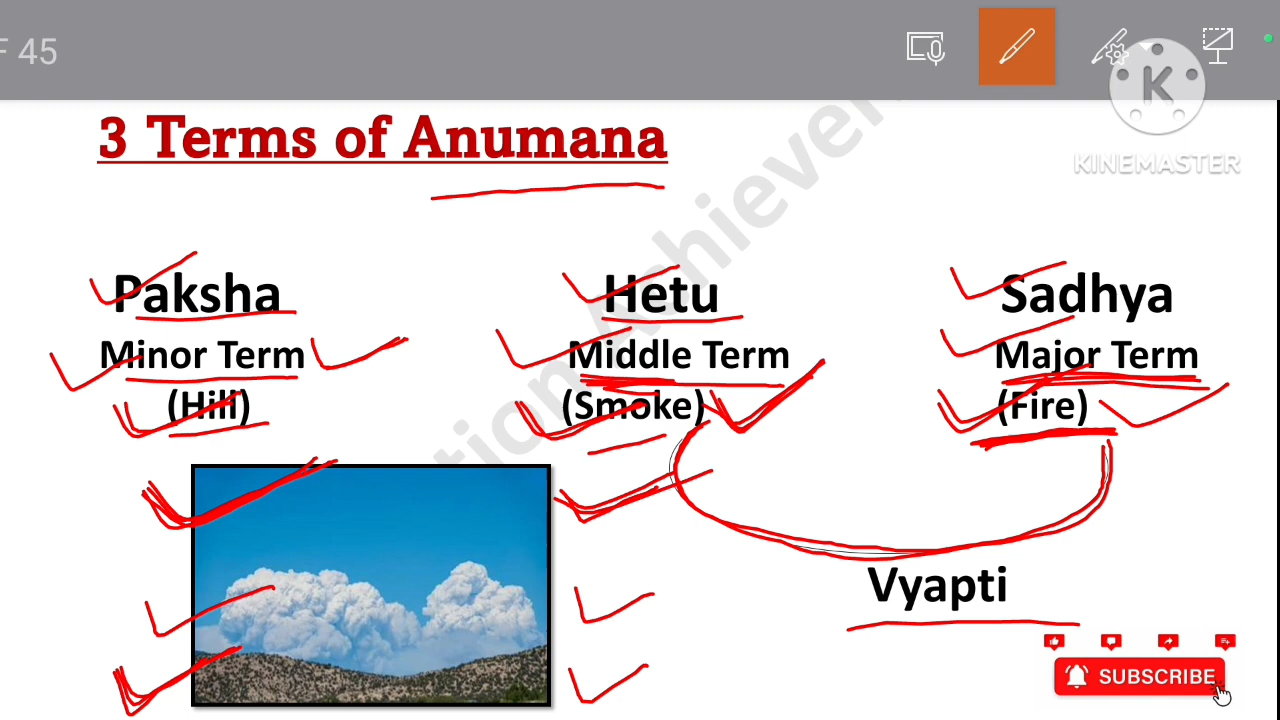 F 45
K
KINEMASTER
3 Terms of Anumana
Paksha
Minor Term
(Hill)
Hetu
Middle Term
(Smoke)
Sadhya
Major Term
(Fire)
Vyapti
SUBSCRIBE